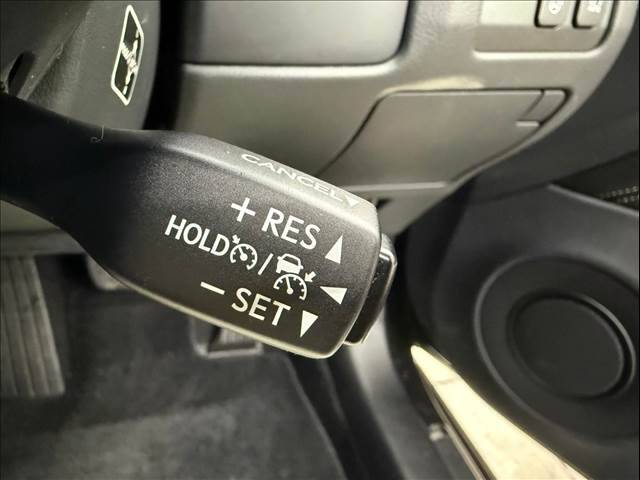 CANCEL
+ RES
HOLD /
− SET